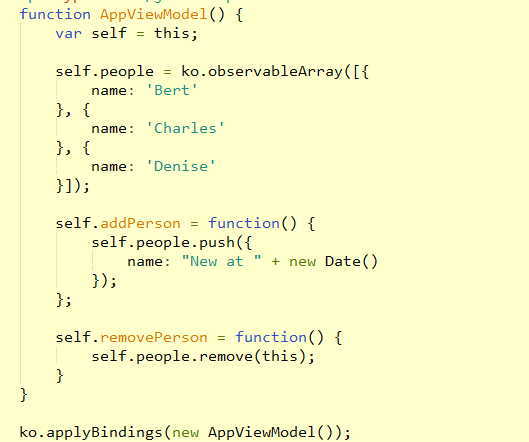 function AppViewModel() {
    var self = this;

    self.people = ko.observableArray([{
        name: 'Bert'
    }, {
        name: 'Charles'
    }, {
        name: 'Denise'
    }]);

    self.addPerson = function() {
        self.people.push({
            name: "New at " + new Date()
        });
    };

    self.removePerson = function() {
        self.people.remove(this);
    }
}

ko.applyBindings(new AppViewModel());